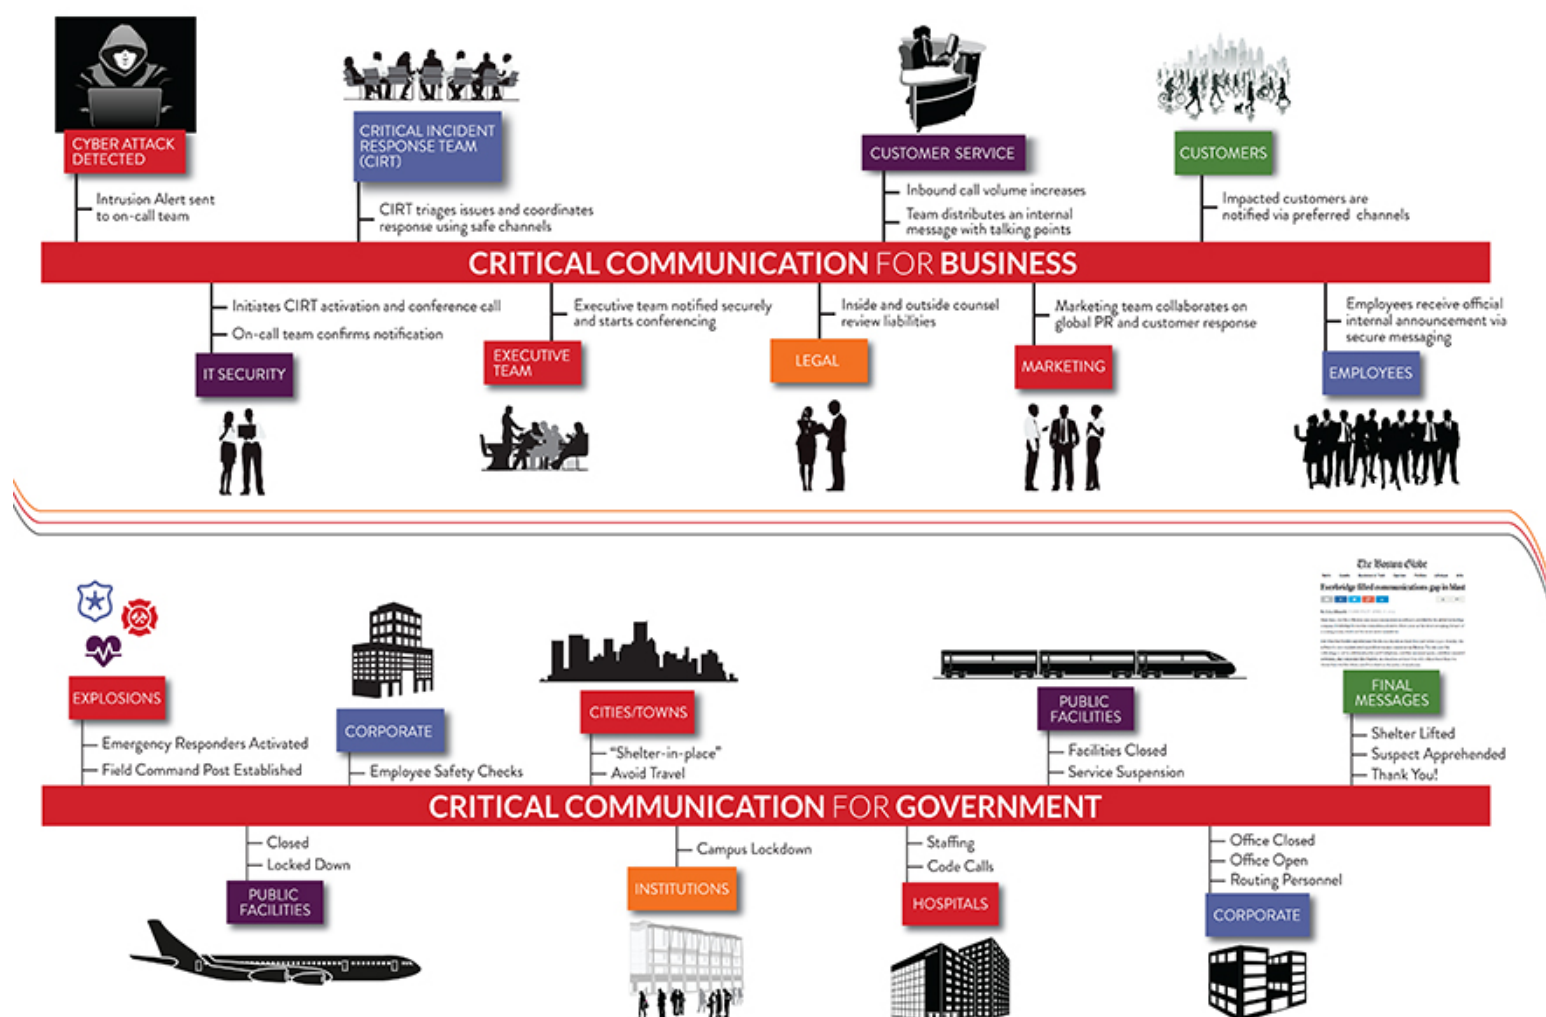 CYBER ATTACK
DETECTED
Intrusion Alert sent
to on-call team
CRITICAL INCIDENT
RESPONSE TEAM
(CIRT)
CIRT triages issues and coordinates
response using safe channels
CUSTOMER SERVICE
Inbound call volume increases
Team distributes an internal
message with talking points
CUSTOMERS
Impacted customers are
notified via preferred channels
CRITICAL COMMUNICATION FOR BUSINESS
Initiates CIRT activation and conference call
On-call team confirms notification
IT SECURITY
Executive team notified securely
and starts conferencing
EXECUTIVE
TEAM
Inside and outside counsel
review liabilities
LEGAL
Marketing team collaborates on
global PR and customer response
MARKETING
Employees receive official
internal announcement via
secure messaging
EMPLOYEES
EXPLOSIONS
Emergency Responders Activated
Field Command Post Established
CORPORATE
Employee Safety Checks
CITIES/TOWNS
"Shelter-in-place"
Avoid Travel
PUBLIC
FACILITIES
Facilities Closed
Service Suspension
The Boston Globe
Everbridge filled communications gap in blast
FINAL
MESSAGES
Shelter Lifted
Suspect Apprehended
Thank You!
CRITICAL COMMUNICATION FOR GOVERNMENT
Closed
Locked Down
PUBLIC
FACILITIES
Campus Lockdown
INSTITUTIONS
Staffing
Code Calls
HOSPITALS
Office Closed
Office Open
Routing Personnel
CORPORATE